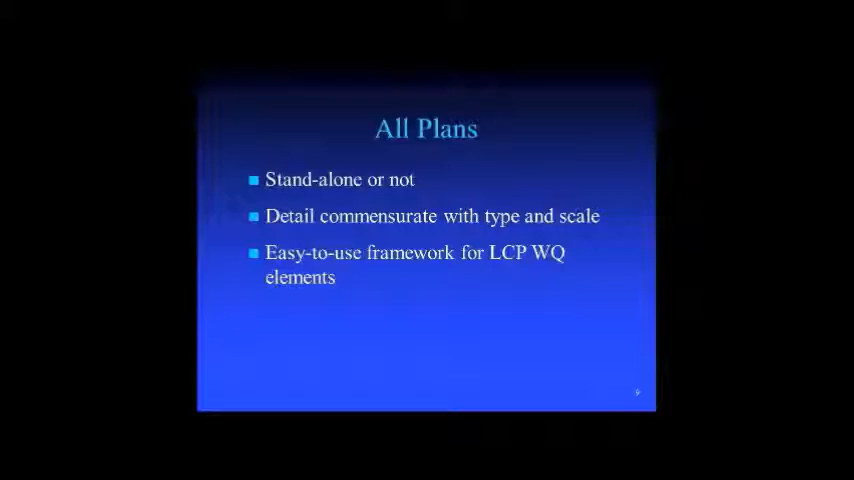 All Plans
Stand-alone or not
Detail commensurate with type and scale
Easy-to-use framework for LCP WQ
elements
9